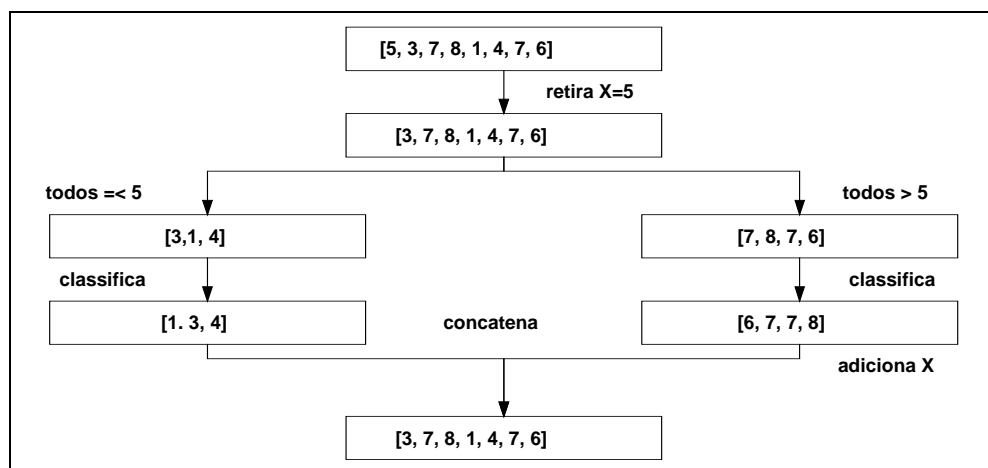 [5, 3, 7, 8, 1, 4, 7, 6]
retira X=5
[3, 7, 8, 1, 4, 7, 6]
todos =< 5
todos > 5
[3,1, 4]
[7, 8, 7, 6]
classifica
classifica
[1. 3, 4]
concatena
[6, 7, 7, 8]
adiciona X
[3, 7, 8, 1, 4, 7, 6]